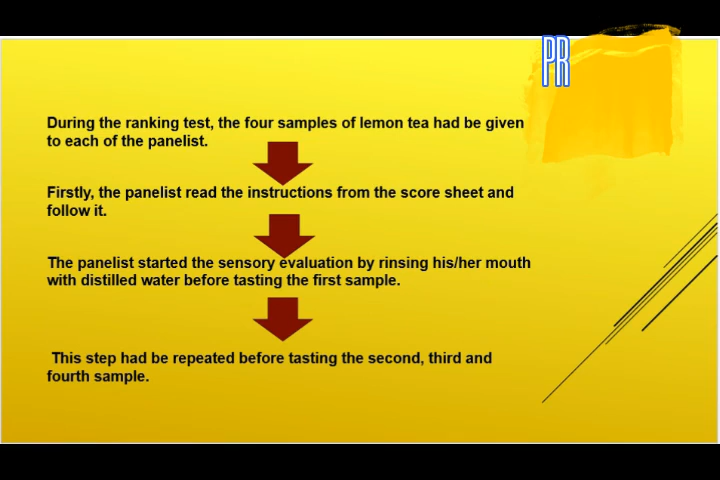 PR
During the ranking test, the four samples of lemon tea had be given
to each of the panelist.
Firstly, the panelist read the instructions from the score sheet and
follow it.
The panelist started the sensory evaluation by rinsing his/her mouth
with distilled water before tasting the first sample.
This step had be repeated before tasting the second, third and
fourth sample.